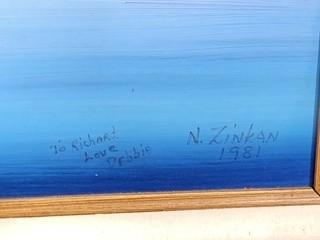 To Richard
Love
Debbie
N. Zinkan
1981